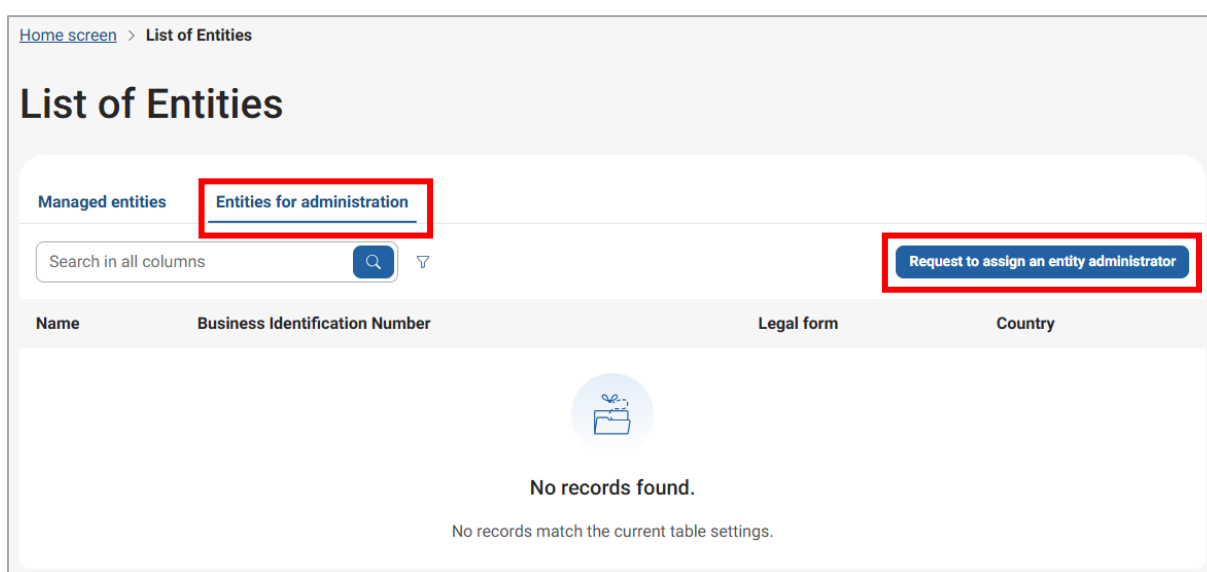 Home screen > List of Entities
List of Entities
Managed entities Entities for administration
Search in all columns Request to assign an entity administrator
Name Business Identification Number Legal form Country
No records found.
No records match the current table settings.